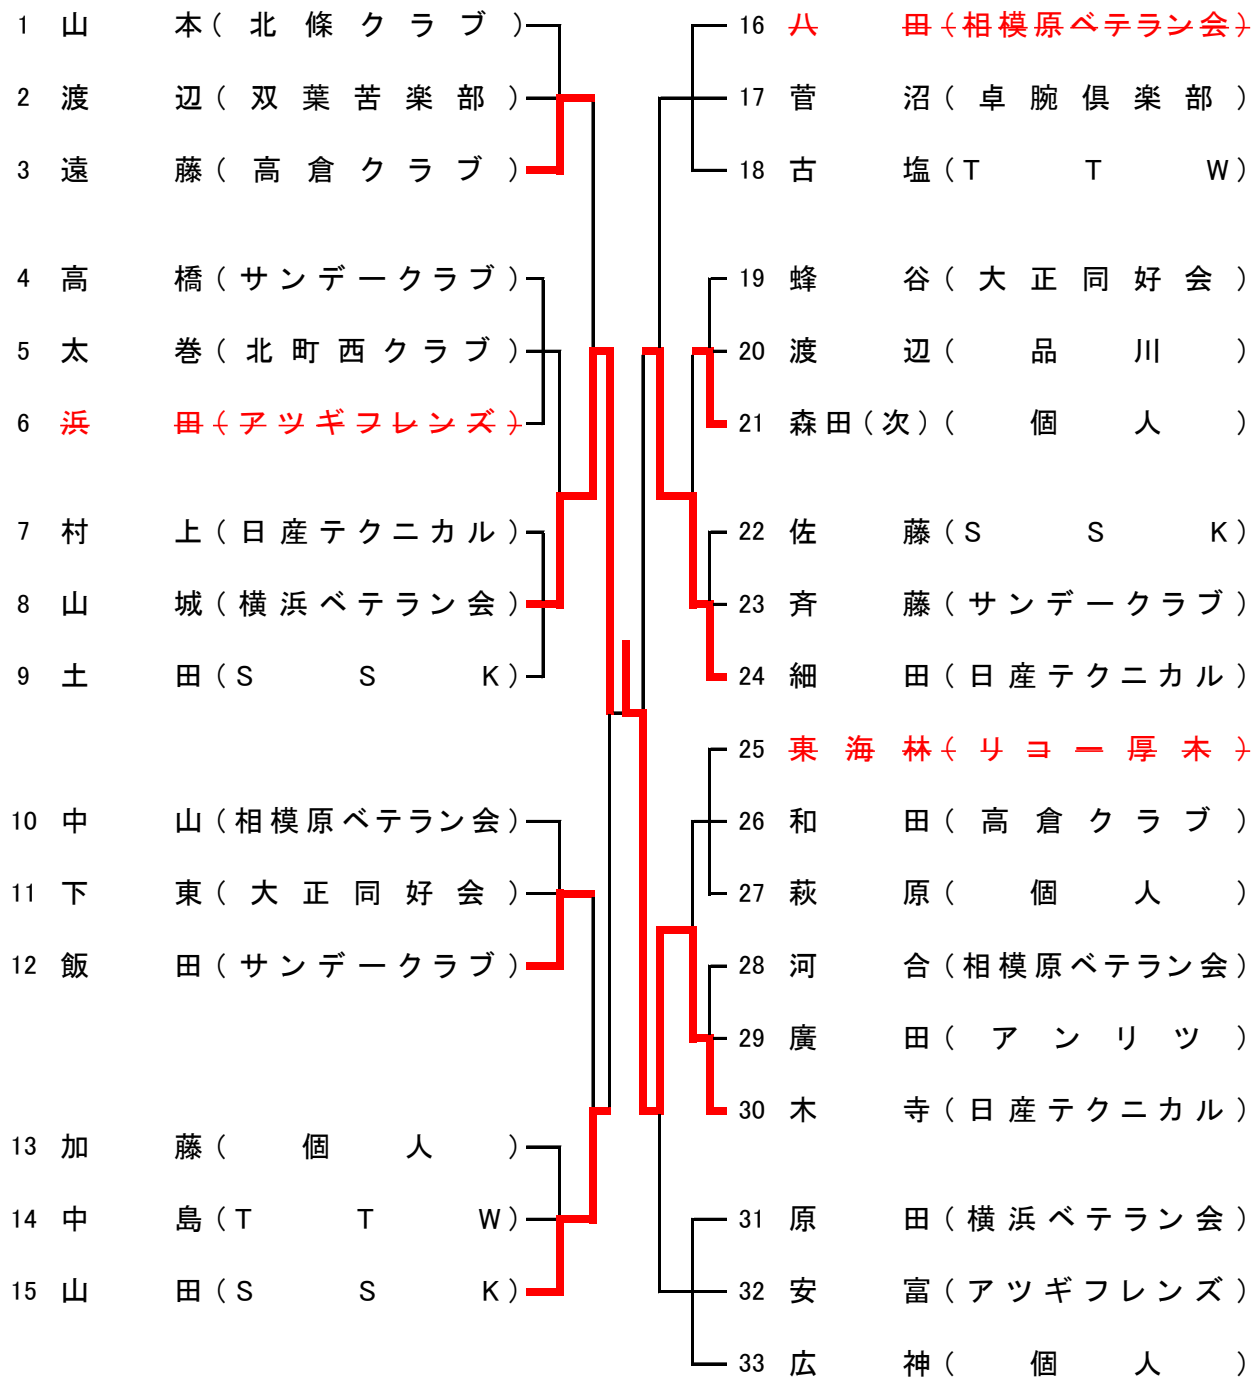 1 山本(北條クラブ)
2 渡辺(双葉苦楽部)
3 遠藤(高倉クラブ)
4 高橋(サンデークラブ)
5 太巻(北町西クラブ)
6 浜田(アツギフレンズ)
7 村上(日産テクニカル)
8 山城(横浜ベテラン会)
9 土田(SSK)
10 中山(相模原ベテラン会)
11 下東(大正同好会)
12 飯田(サンデークラブ)
13 加藤(個人)
14 中島(TTW)
15 山田(SSK)
16 八田(相模原ベテラン会)
17 菅沼(卓腕倶楽部)
18 古塩(TTW)
19 蜂谷(大正同好会)
20 渡辺(品川)
21 森田(次)(個人)
22 佐藤(SSK)
23 斉藤(サンデークラブ)
24 細田(日産テクニカル)
25 東海林(リコー厚木)
26 和田(高倉クラブ)
27 萩原(個人)
28 河合(相模原ベテラン会)
29 廣田(アンリツ)
30 木寺(日産テクニカル)
31 原田(横浜ベテラン会)
32 安富(アツギフレンズ)
33 広神(個人)